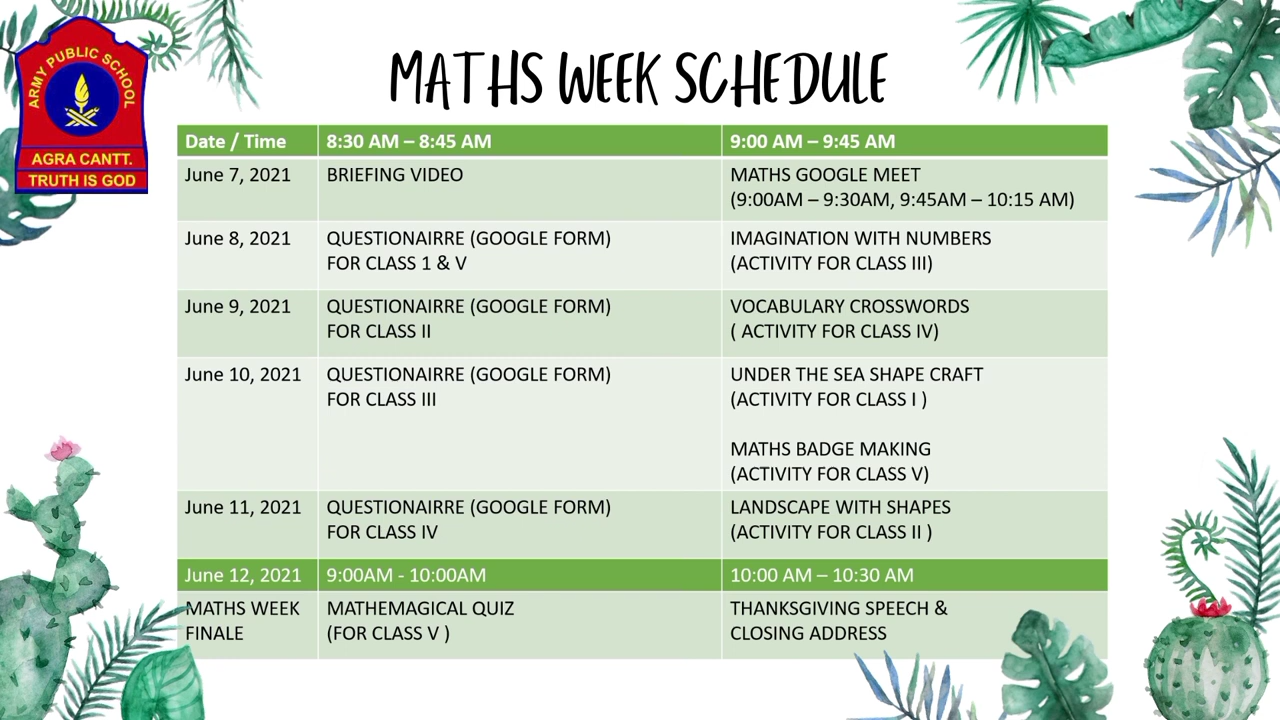 ARMY PUBLIC SCHOOL
AGRA CANTT.
TRUTH IS GOD
MATHS WEEK SCHEDULE
Date / Time 8:30 AM – 8:45 AM 9:00 AM – 9:45 AM
June 7, 2021 BRIEFING VIDEO MATHS GOOGLE MEET
(9:00AM – 9:30AM, 9:45AM – 10:15 AM)
June 8, 2021 QUESTIONAIRRE (GOOGLE FORM) IMAGINATION WITH NUMBERS
FOR CLASS 1 & V (ACTIVITY FOR CLASS III)
June 9, 2021 QUESTIONAIRRE (GOOGLE FORM) VOCABULARY CROSSWORDS
FOR CLASS II ( ACTIVITY FOR CLASS IV)
June 10, 2021 QUESTIONAIRRE (GOOGLE FORM) UNDER THE SEA SHAPE CRAFT
FOR CLASS III (ACTIVITY FOR CLASS I )
MATHS BADGE MAKING
(ACTIVITY FOR CLASS V)
June 11, 2021 QUESTIONAIRRE (GOOGLE FORM) LANDSCAPE WITH SHAPES
FOR CLASS IV (ACTIVITY FOR CLASS II )
June 12, 2021 9:00AM - 10:00AM 10:00 AM – 10:30 AM
MATHS WEEK MATHEMAGICAL QUIZ THANKSGIVING SPEECH &
FINALE (FOR CLASS V ) CLOSING ADDRESS